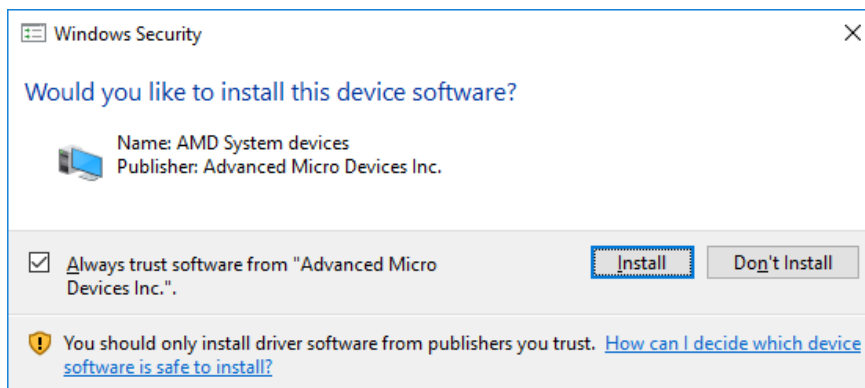 Windows Security
Would you like to install this device software?
Name: AMD System devices
Publisher: Advanced Micro Devices Inc.
Always trust software from "Advanced Micro
Devices Inc.".
Install
Don't Install
You should only install driver software from publishers you trust. How can I decide which device
software is safe to install?